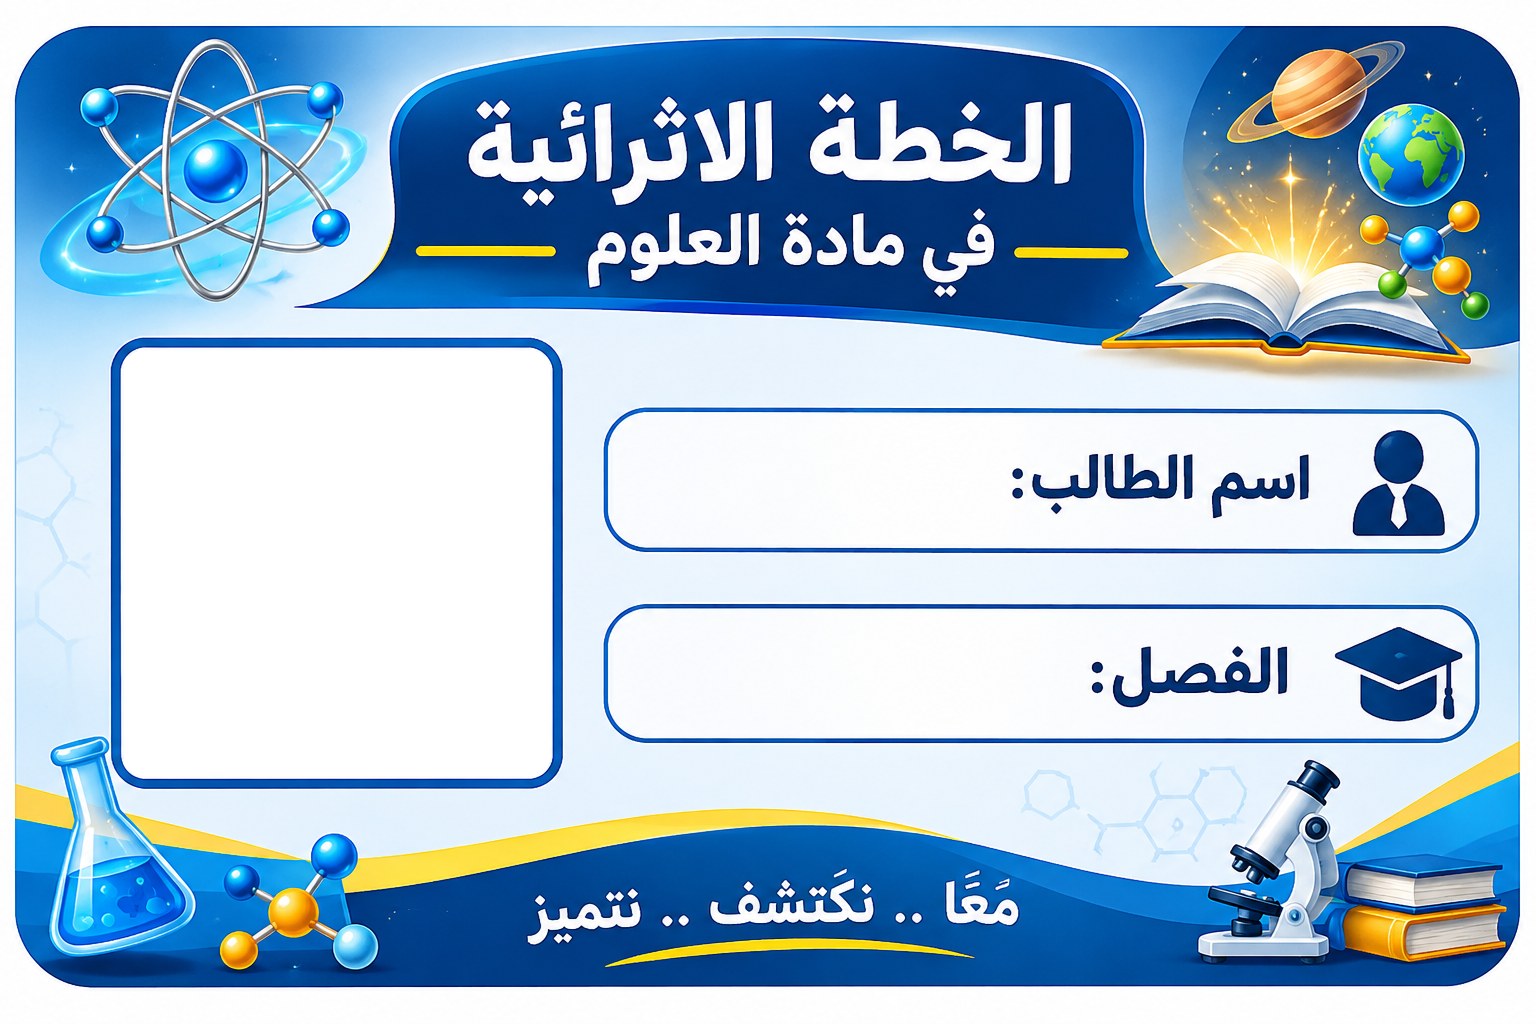 الخطة الاثرائية
في مادة العلوم
اسم الطالب:
الفصل:
مًعَا .. نكَتشف .. نتميز